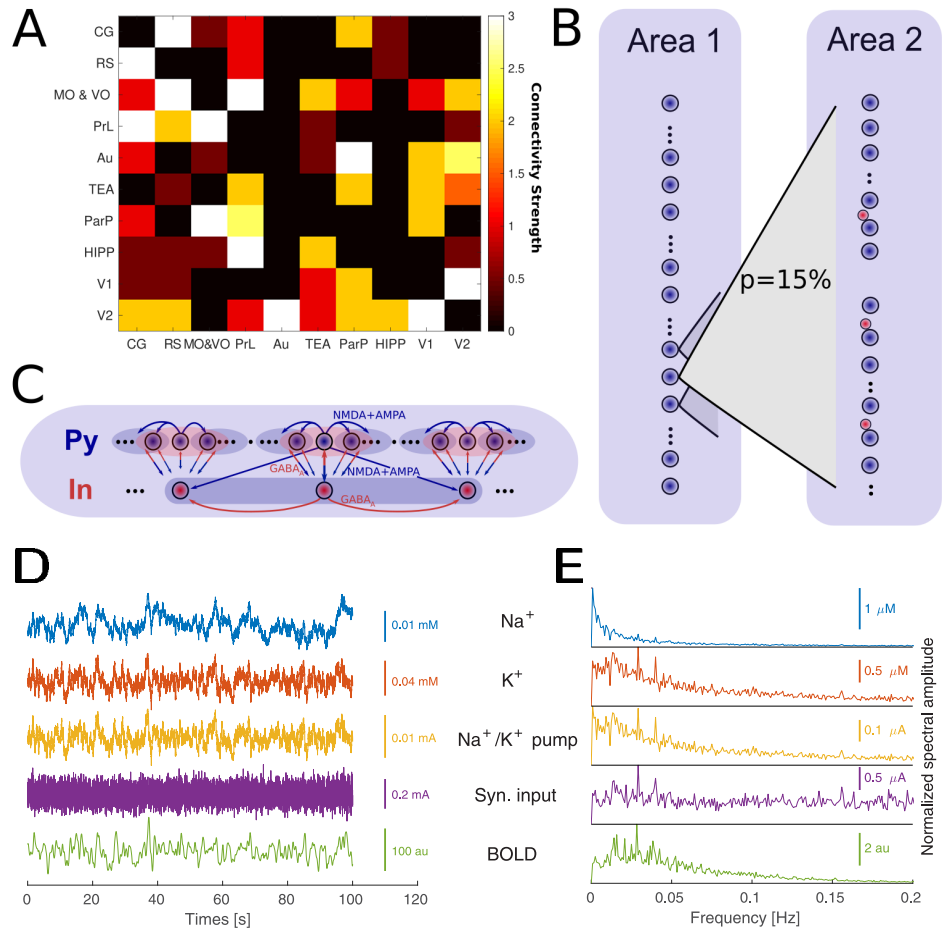 A
CG
RS
MO & VO
PrL
Au
TEA
ParP
HIPP
V1
V2
CG RS MO&VO PrL Au TEA ParP HIPP V1 V2
3
2.5
2
1.5
1
0.5
0
Connectivity Strength
B
Area 1
Area 2
p=15%
C
Py
In
NMDA+AMPA
GABA_A
NMDA+AMPA
GABA_A
D
0.01 mM
0.04 mM
0.01 mA
0.2 mA
100 au
0 20 40 60 80 100 120
Times [s]
Na⁺
K⁺
Na⁺/K⁺ pump
Syn. input
BOLD
E
1 μM
0.5 μM
0.1 μA
0.5 μA
2 au
0 0.05 0.1 0.15 0.2
Frequency [Hz]
Normalized spectral amplitude